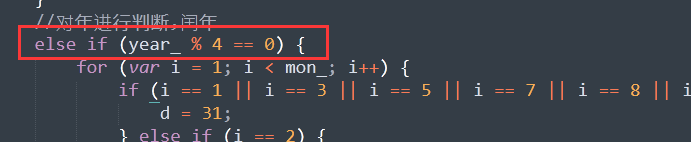 }
//对年进行判断,闰年
else if (year_ % 4 == 0) {
for (var i = 1; i < mon_; i++) {
if (i == 1 || i == 3 || i == 5 || i == 7 || i == 8 || i
d = 31;
} else if (i == 2) {